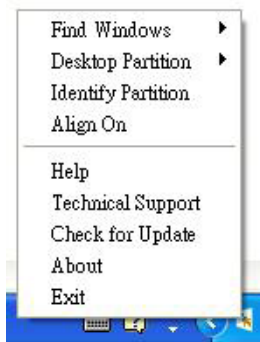 Find Windows
Desktop Partition
Identify Partition
Align On
Help
Technical Support
Check for Update
About
Exit